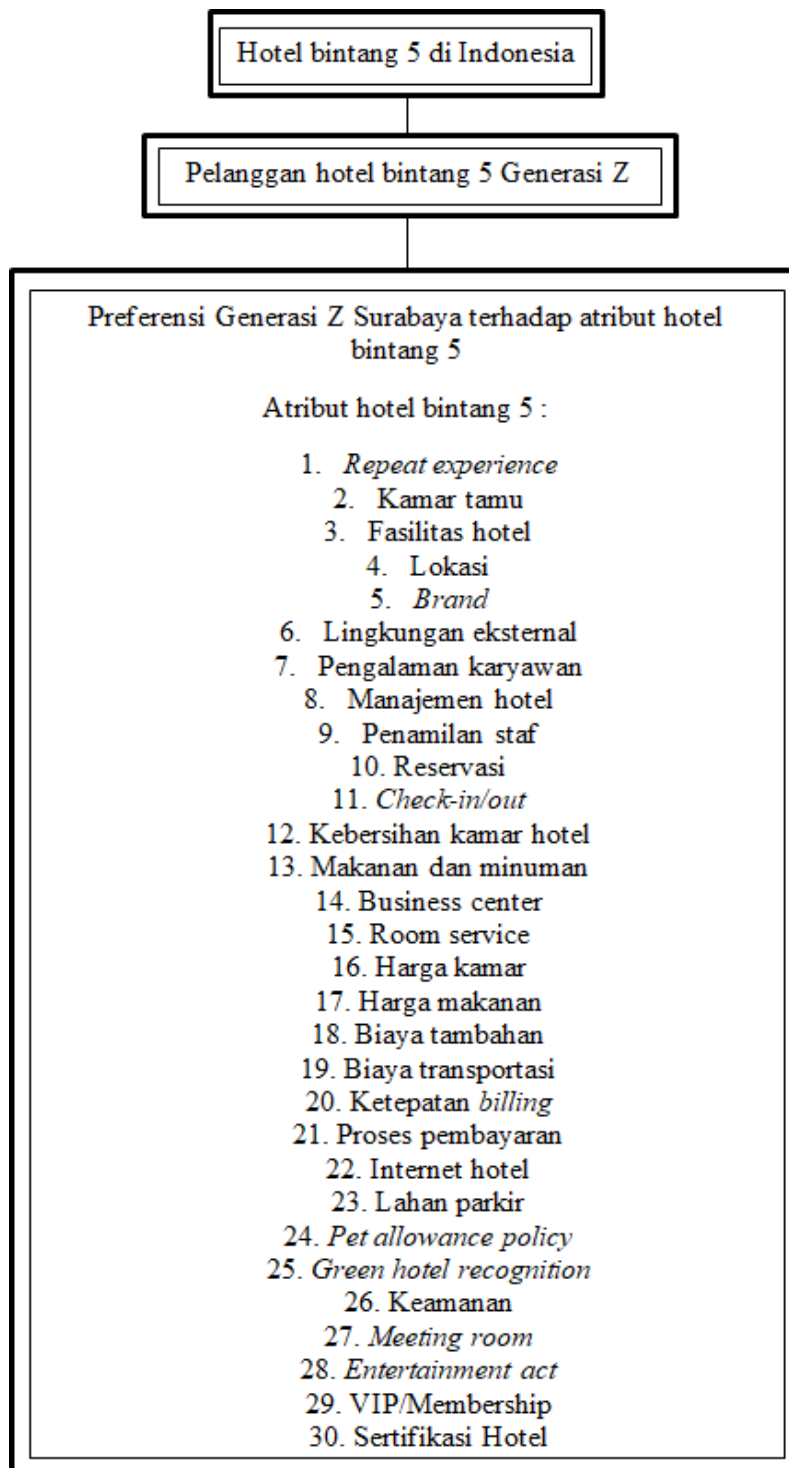 Hotel bintang 5 di Indonesia
Pelanggan hotel bintang 5 Generasi Z
Preferensi Generasi Z Surabaya terhadap atribut hotel
bintang 5
Atribut hotel bintang 5 :
1. Repeat experience
2. Kamar tamu
3. Fasilitas hotel
4. Lokasi
5. Brand
6. Lingkungan eksternal
7. Pengalaman karyawan
8. Manajemen hotel
9. Penamilan staf
10. Reservasi
11. Check-in/out
12. Kebersihan kamar hotel
13. Makanan dan minuman
14. Business center
15. Room service
16. Harga kamar
17. Harga makanan
18. Biaya tambahan
19. Biaya transportasi
20. Ketepatan billing
21. Proses pembayaran
22. Internet hotel
23. Lahan parkir
24. Pet allowance policy
25. Green hotel recognition
26. Keamanan
27. Meeting room
28. Entertainment act
29. VIP/Membership
30. Sertifikasi Hotel